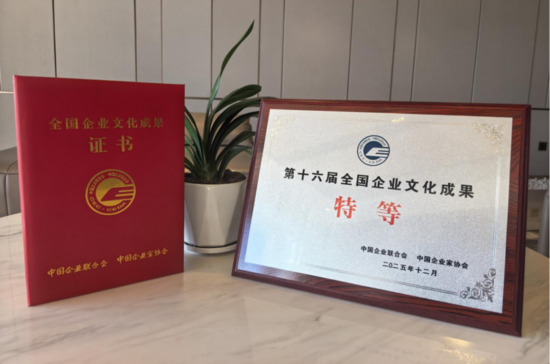 全国企业文化成果
证书
中国企业联合会 中国企业家协会
第十六届全国企业文化成果
特等
中国企业联合会 中国企业家协会
二〇二五年十二月